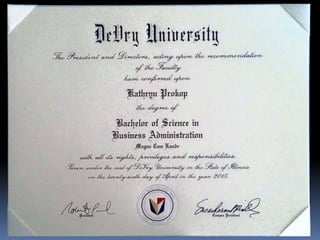 DeVry University
The President and Directors, acting upon the recommendation
of the Faculty
have conferred upon
Kathryn Prokop
the degree of
Bachelor of Science in
Business Administration
Magna Cum Laude
with all its rights, privileges and responsibilities.
Given under the seal of DeVry University in the State of Illinois
on the twenty-sixth day of April in the year 2015
President
Campus President